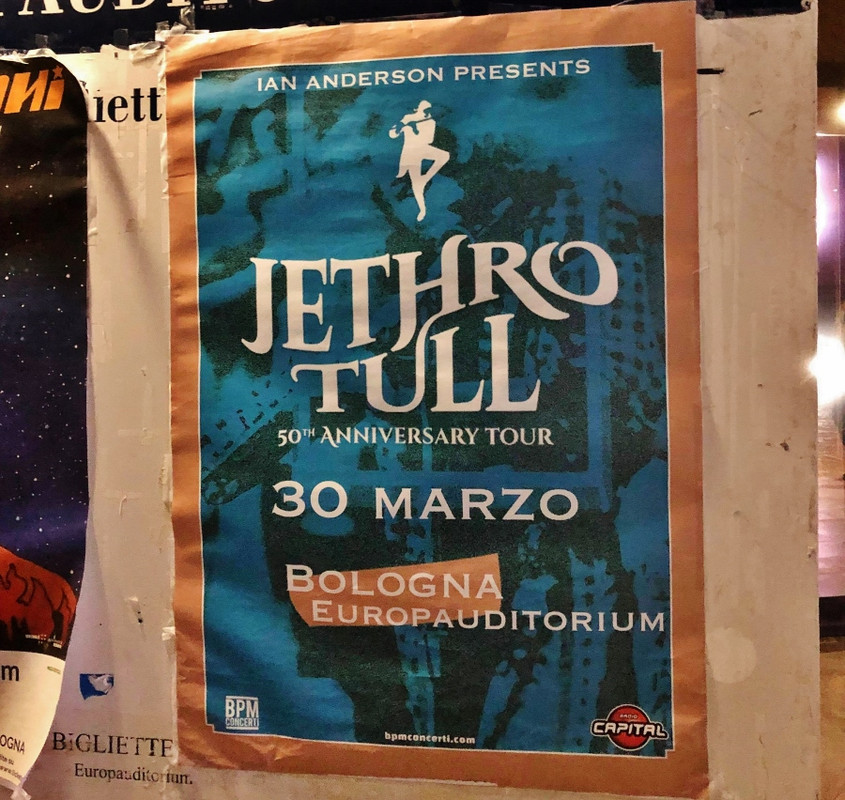 IAN ANDERSON PRESENTS
JETHRO
TULL
50TH ANNIVERSARY TOUR
30 MARZO
BOLOGNA
EUROPAUDITORIUM
BPM
CONCERTI
bpmconcerti.com
RADIO
CAPITAL
BIGLIETTE
Europauditorium.